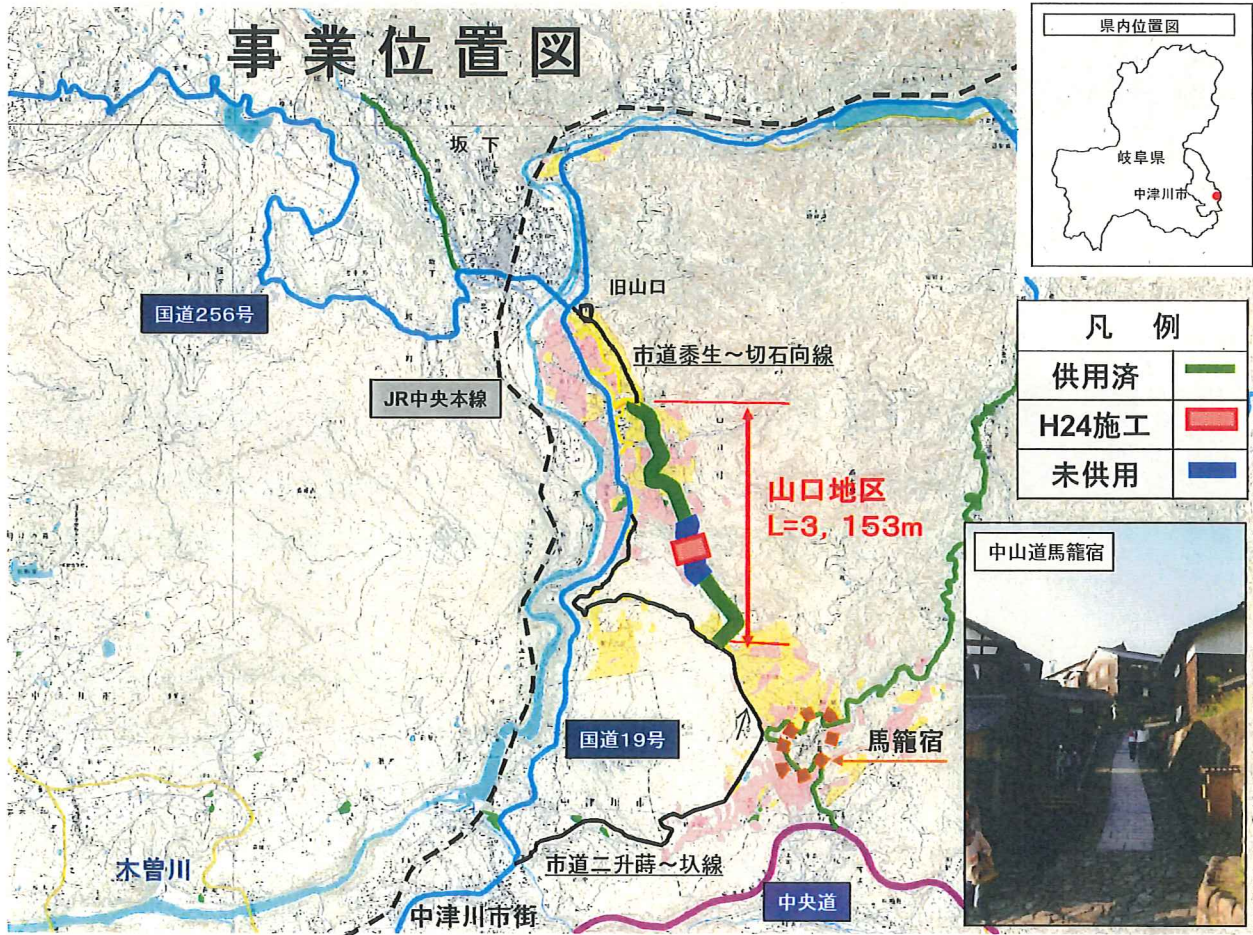 事業位置図
県内位置図
岐阜県
中津川市
坂下
国道256号
旧山口
市道黍生～切石向線
JR中央本線
凡 例
供用済
H24施工
未供用
山口地区
L=3, 153m
中山道馬籠宿
国道19号
馬籠宿
中津川市
木曽川
市道二升蒔～圦線
中央道
中津川市街